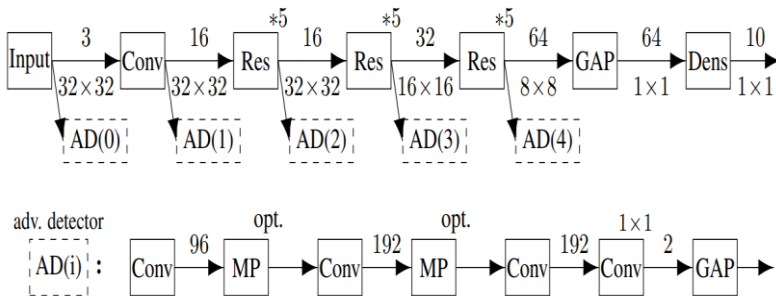 *5 *5 *5
3 16 16 32 64 64 10
Input Conv Res Res Res GAP Dens
32×32 32×32 32×32 16×16 8×8 1×1 1×1
AD(0) AD(1) AD(2) AD(3) AD(4)
adv. detector opt. opt. 1×1
96 192 192 2
AD(i) : Conv MP Conv MP Conv Conv GAP